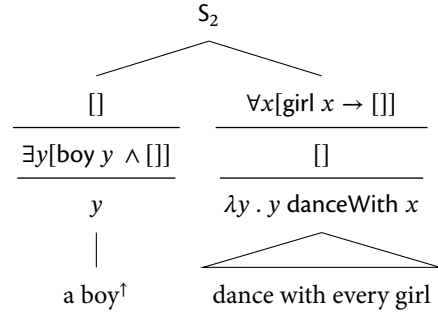 S₂
[] ∀x[girl x → []]
∃y[boy y ∧ []] []
y λy . y danceWith x
a boy↑ dance with every girl